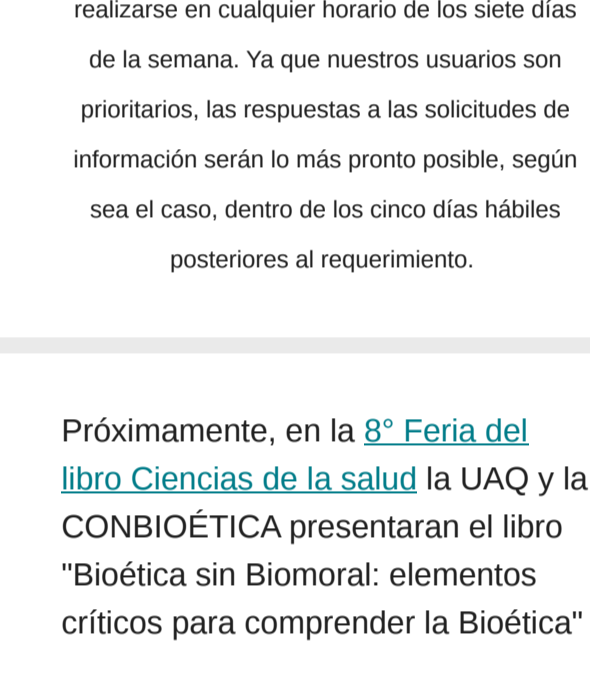 realizarse en cualquier horario de los siete días
de la semana. Ya que nuestros usuarios son
prioritarios, las respuestas a las solicitudes de
información serán lo más pronto posible, según
sea el caso, dentro de los cinco días hábiles
posteriores al requerimiento.
Próximamente, en la 8° Feria del
libro Ciencias de la salud la UAQ y la
CONBIOÉTICA presentaran el libro
"Bioética sin Biomoral: elementos
críticos para comprender la Bioética"